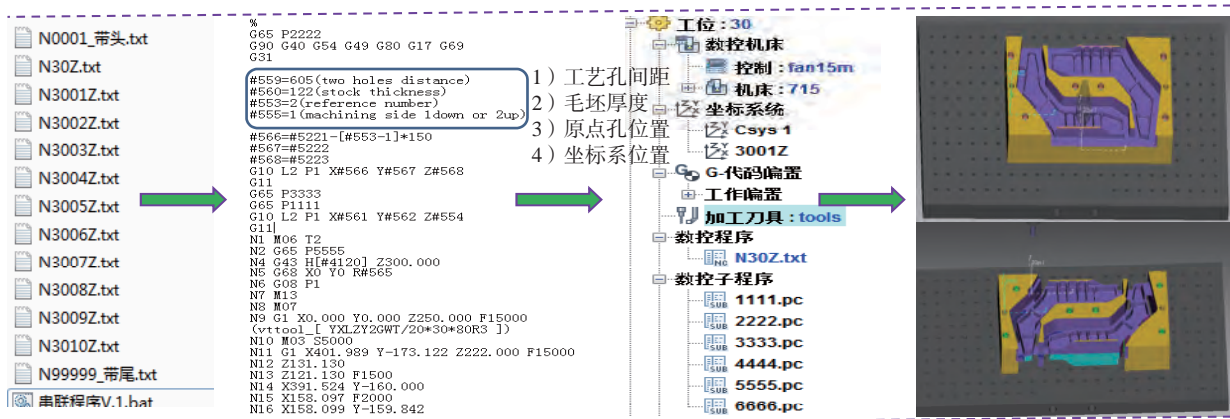 N0001_带头.txt
N30Z.txt
N3001Z.txt
N3002Z.txt
N3003Z.txt
N3004Z.txt
N3005Z.txt
N3006Z.txt
N3007Z.txt
N3008Z.txt
N3009Z.txt
N3010Z.txt
N99999_带尾.txt
串联程序V.1.bat
%
G65 P2222
G90 G40 G54 G49 G80 G17 G69
G31
#559=605(two holes distance)
#560=122(stock thickness)
#553=2(reference number)
#555=1(machining side 1down or 2up)
#566=#5221-[#553-1]*150
#567=#5222
#568=#5223
G10 L2 P1 X#566 Y#567 Z#568
G11
G65 P3333
G65 P1111
G10 L2 P1 X#561 Y#562 Z#554
G11
N1 M06 T2
N2 G65 P5555
N4 G43 H[#4120] Z300.000
N5 G68 X0 Y0 R#565
N6 G08 P1
N7 M13
N8 M07
N9 G1 X0.000 Y0.000 Z250.000 F15000
(vttool_[ YXLZY2GWT/20*30*80R3 ])
N10 M03 S5000
N11 G1 X401.989 Y-173.122 Z222.000 F15000
N12 Z131.130
N13 Z121.130 F1500
N14 X391.524 Y-160.000
N15 X158.097 F2000
N16 X158.099 Y-159.842
1）工艺孔间距
2）毛坯厚度
3）原点孔位置
4）坐标系位置
工位 : 30
数控机床
控制 : fan15m
机床 : 715
坐标系统
Csys 1
3001Z
G-代码偏置
工作偏置
加工刀具 : tools
数控程序
N30Z.txt
数控子程序
1111.pc
2222.pc
3333.pc
4444.pc
5555.pc
6666.pc